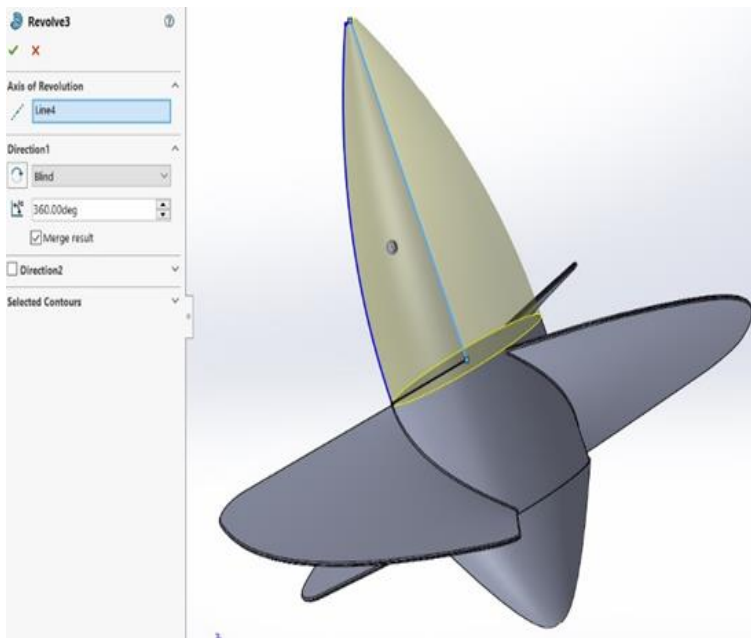 Revolve3
Axis of Revolution
Line4
Direction1
Blind
360.00deg
Merge result
Direction2
Selected Contours